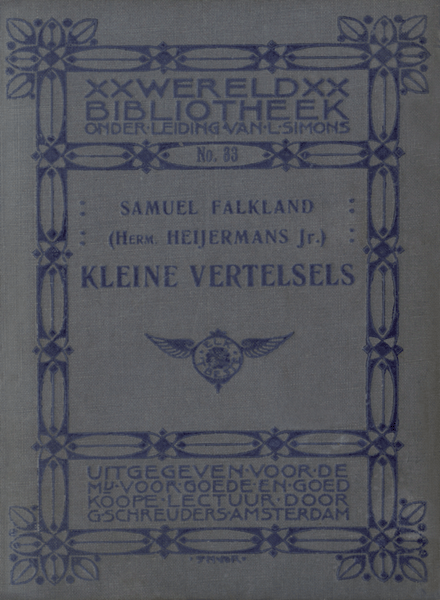 XXWERELDXX
BIBLIOTHEEK
ONDER·LEIDING·VAN·L·SIMONS
No. 33
SAMUEL FALKLAND
(HERM. HEIJERMANS Jr.)
KLEINE VERTELSELS
UITGEGEVEN·VOOR·DE
Mij·VOOR·GOEDE·EN·GOED
KOOPE·LECTUUR·DOOR
G·SCHREUDERS·AMSTERDAM